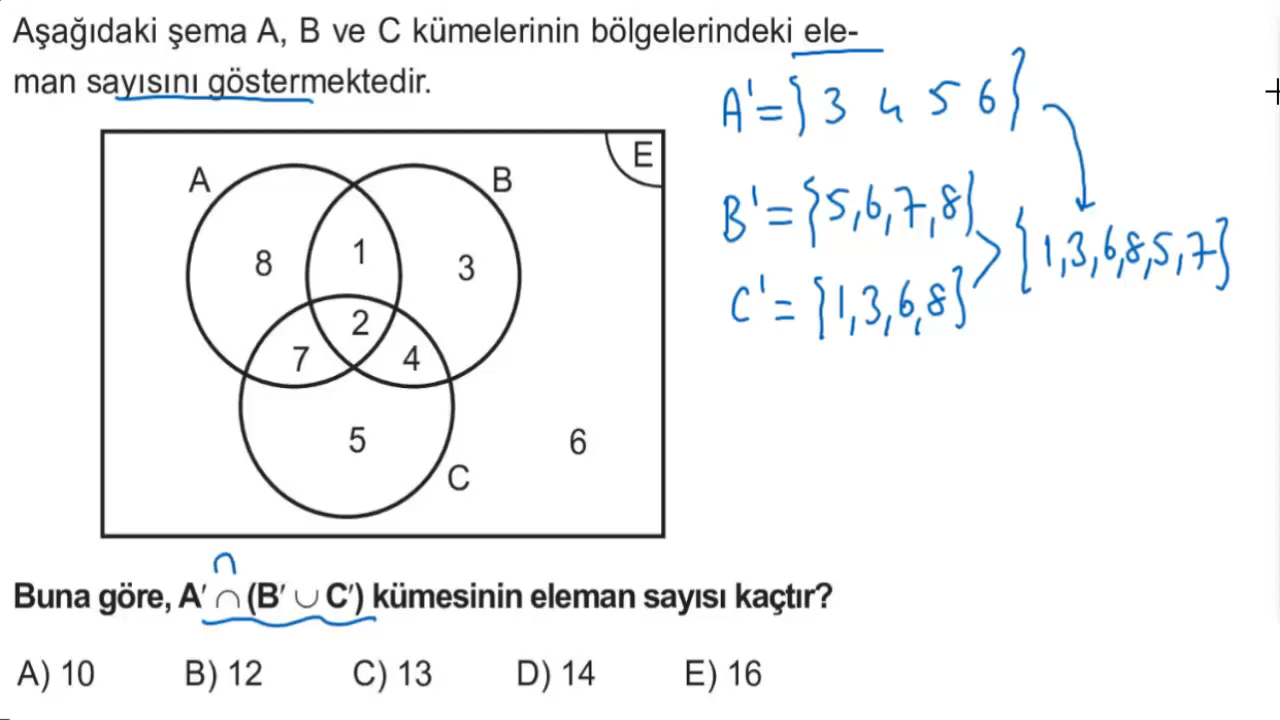 Aşağıdaki şema A, B ve C kümelerinin bölgelerindeki ele-
man sayısını göstermektedir.
A' = { 3 4 5 6 }
E
A
B
B' = {5,6,7,8}
8
1
3
{1,3,6,8,5,7}
C' = {1,3,6,8}
2
7
4
5
6
C
∩
Buna göre, A′ ∩ (B′ ∪ C′) kümesinin eleman sayısı kaçtır?
A) 10 B) 12 C) 13 D) 14 E) 16